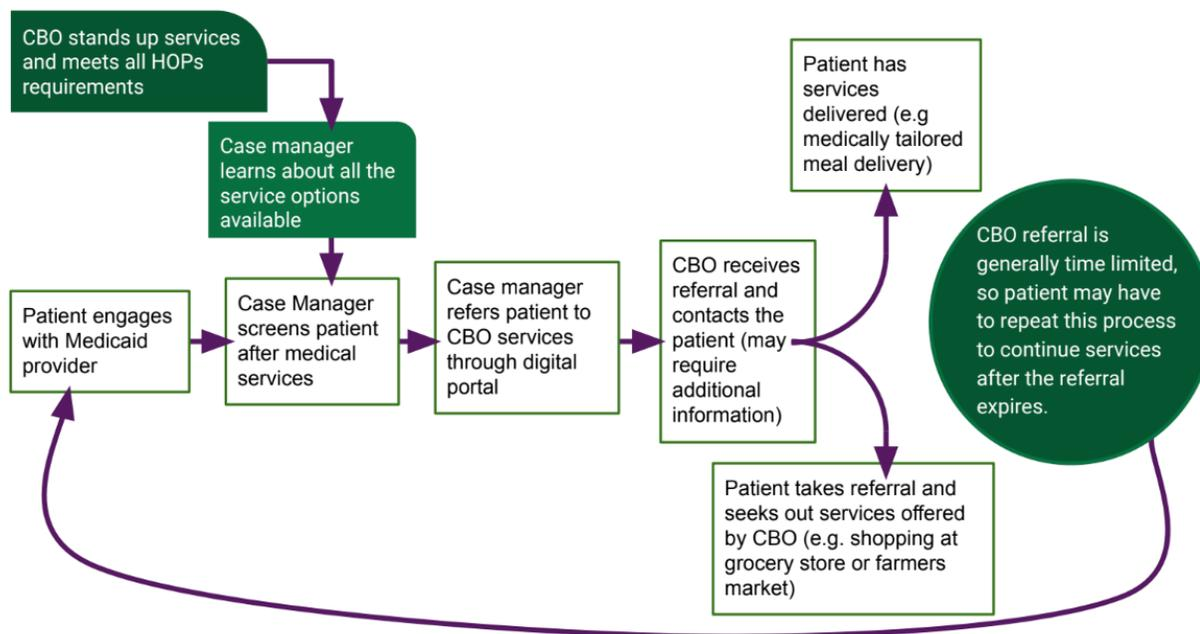 CBO stands up services
and meets all HOPs
requirements
Case manager
learns about all the
service options
available
Patient engages
with Medicaid
provider
Case Manager
screens patient
after medical
services
Case manager
refers patient to
CBO services
through digital
portal
CBO receives
referral and
contacts the
patient (may
require
additional
information)
Patient has
services
delivered (e.g
medically tailored
meal delivery)
Patient takes referral and
seeks out services offered
by CBO (e.g. shopping at
grocery store or farmers
market)
CBO referral is
generally time limited,
so patient may have
to repeat this process
to continue services
after the referral
expires.